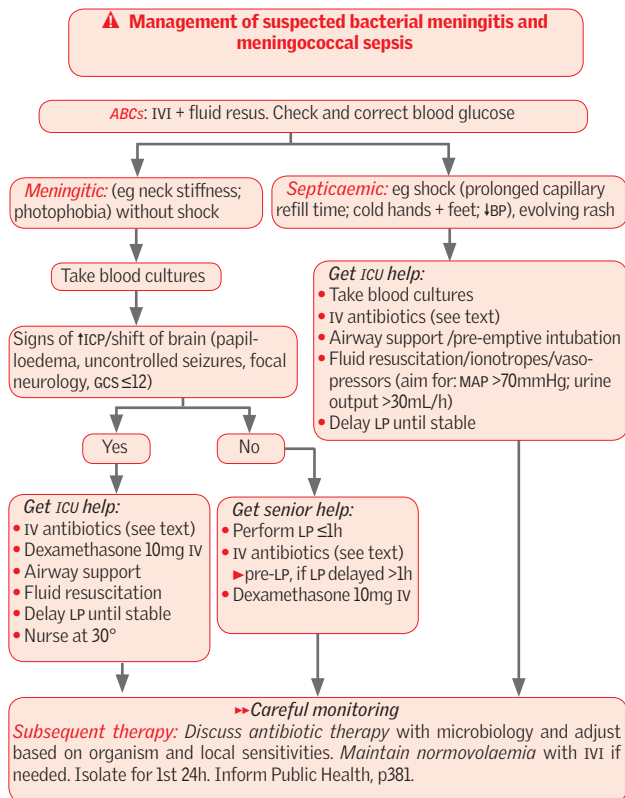 ⚠ Management of suspected bacterial meningitis and
meningococcal sepsis
ABCs: IVI + fluid resus. Check and correct blood glucose
Meningitic: (eg neck stiffness;
photophobia) without shock
Septicaemic: eg shock (prolonged capillary
refill time; cold hands + feet; ↓BP), evolving rash
Take blood cultures
Signs of ↑ICP/shift of brain (papil-
loedema, uncontrolled seizures, focal
neurology, GCS ≤12)
Get ICU help:
• Take blood cultures
• IV antibiotics (see text)
• Airway support /pre-emptive intubation
• Fluid resuscitation/ionotropes/vaso-
pressors (aim for: MAP >70mmHg; urine
output >30mL/h)
• Delay LP until stable
Yes
No
Get ICU help:
• IV antibiotics (see text)
• Dexamethasone 10mg IV
• Airway support
• Fluid resuscitation
• Delay LP until stable
• Nurse at 30°
Get senior help:
• Perform LP ≤1h
• IV antibiotics (see text)
►pre-LP, if LP delayed >1h
• Dexamethasone 10mg IV
►►Careful monitoring
Subsequent therapy: Discuss antibiotic therapy with microbiology and adjust
based on organism and local sensitivities. Maintain normovolaemia with IVI if
needed. Isolate for 1st 24h. Inform Public Health, p381.